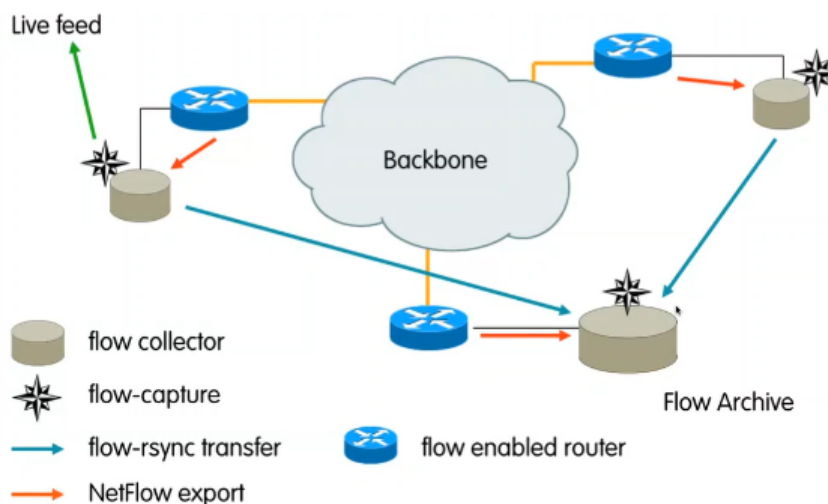 Live feed
Backbone
flow collector
flow-capture
Flow Archive
flow-rsync transfer
flow enabled router
NetFlow export